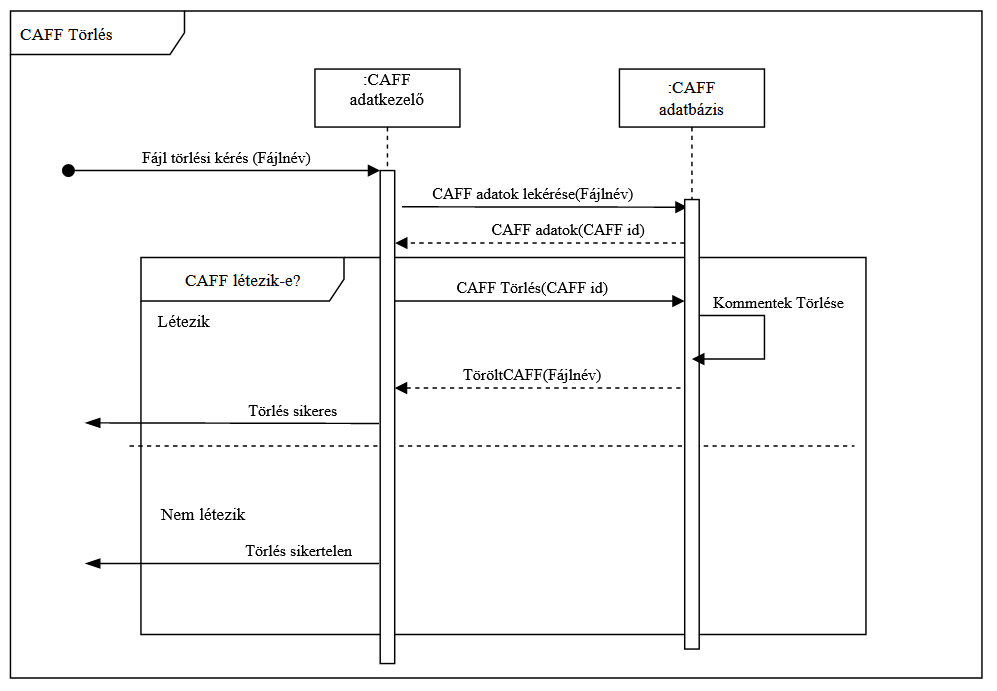 CAFF Törlés
:CAFF
adatkezelő
:CAFF
adatbázis
Fájl törlési kérés (Fájlnév)
CAFF adatok lekérése(Fájlnév)
CAFF adatok(CAFF id)
CAFF létezik-e?
CAFF Törlés(CAFF id)
Kommentek Törlése
Létezik
TöröltCAFF(Fájlnév)
Törlés sikeres
Nem létezik
Törlés sikertelen